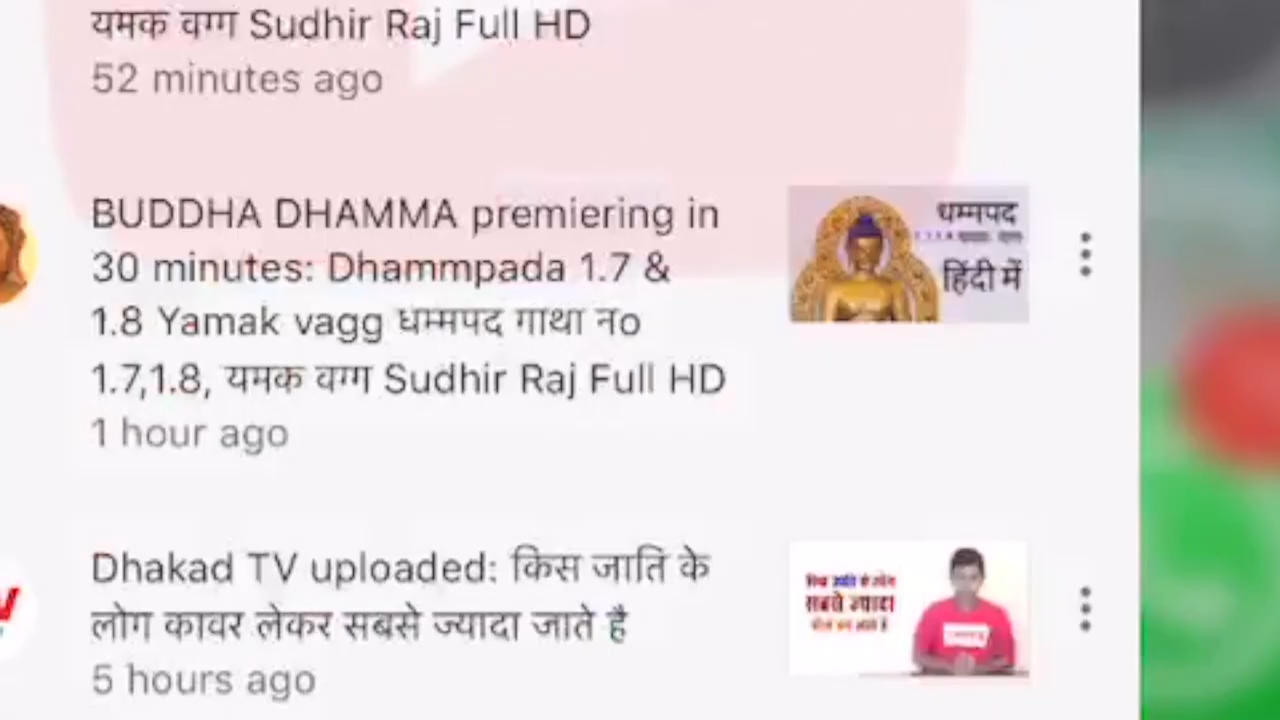 यमक वग्ग Sudhir Raj Full HD
52 minutes ago
BUDDHA DHAMMA premiering in
30 minutes: Dhammpada 1.7 &
1.8 Yamak vagg धम्मपद गाथा नo
1.7,1.8, यमक वग्ग Sudhir Raj Full HD
1 hour ago
धम्मपद
हिंदी में
Dhakad TV uploaded: किस जाति के
लोग कावर लेकर सबसे ज्यादा जाते है
5 hours ago
किस जाति के लोग
सबसे ज्यादा